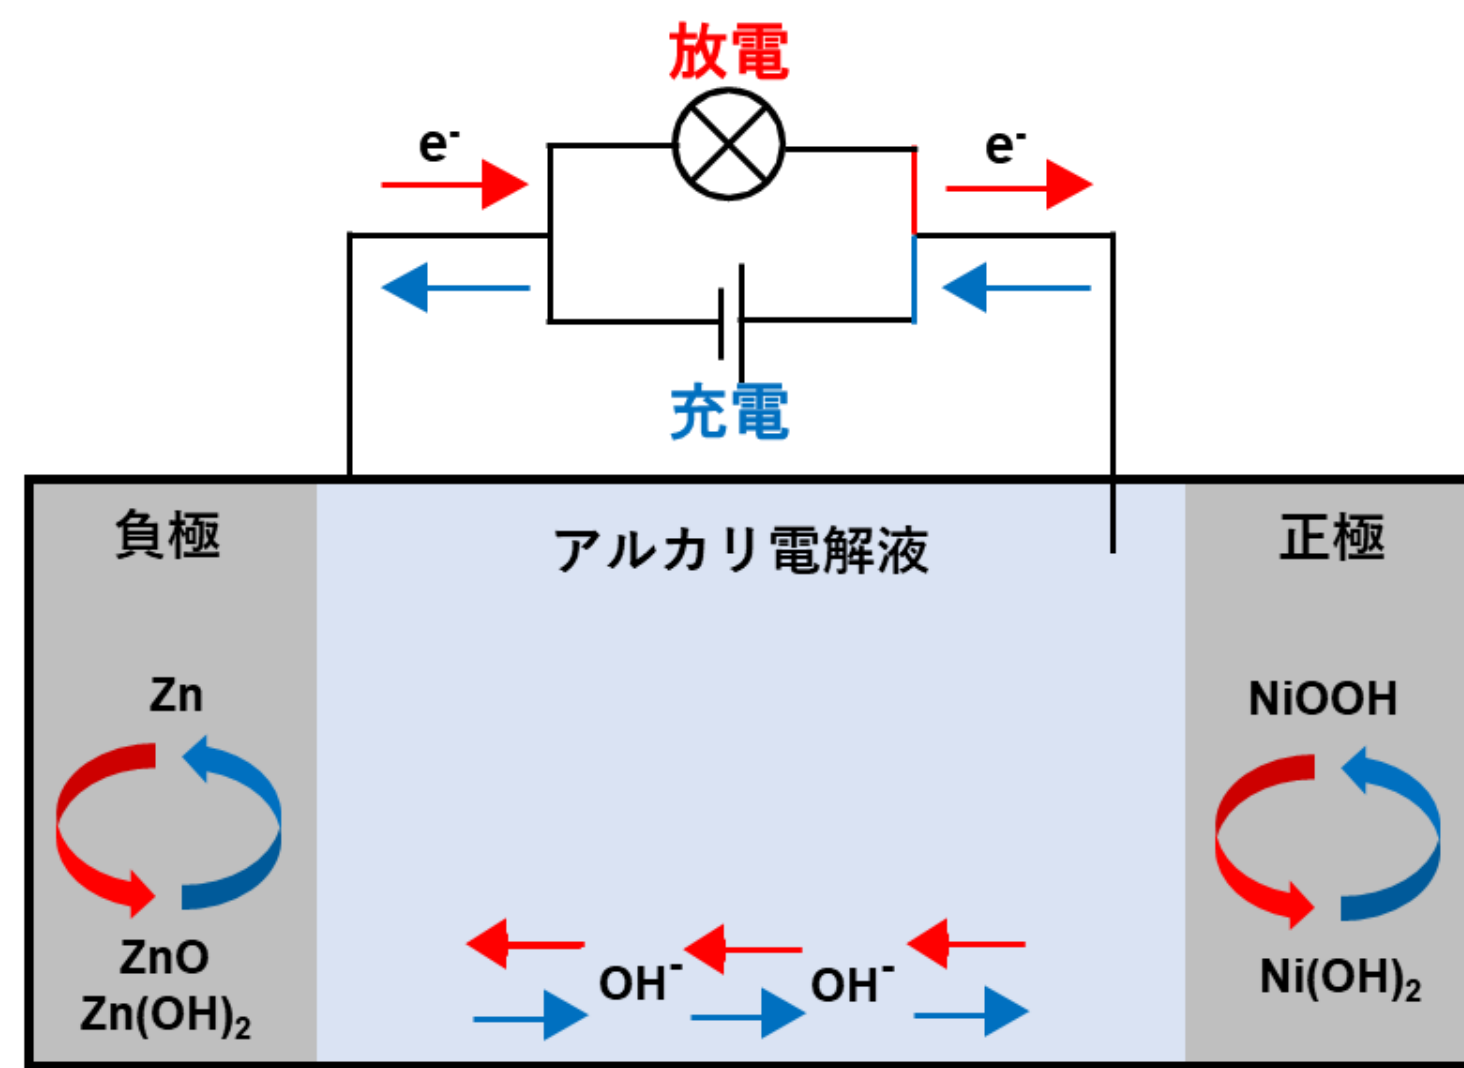 放電
e⁻
e⁻
充電
負極
アルカリ電解液
正極
Zn
NiOOH
ZnO
Zn(OH)₂
OH⁻
OH⁻
Ni(OH)₂